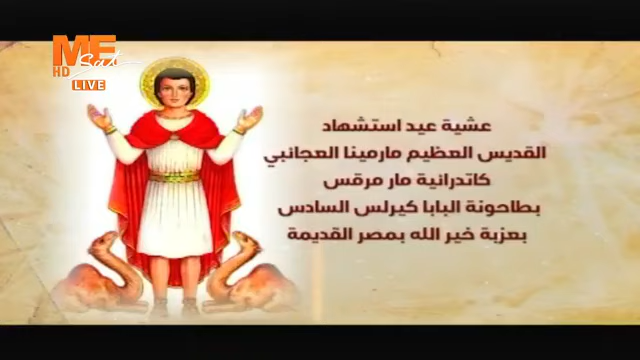 ME
Sat
HD
LIVE
عشية عيد استشهاد
القديس العظيم مارمينا العجائبي
كاتدرائية مار مرقس
بطاحونة البابا كيرلس السادس
بعزبة خير الله بمصر القديمة